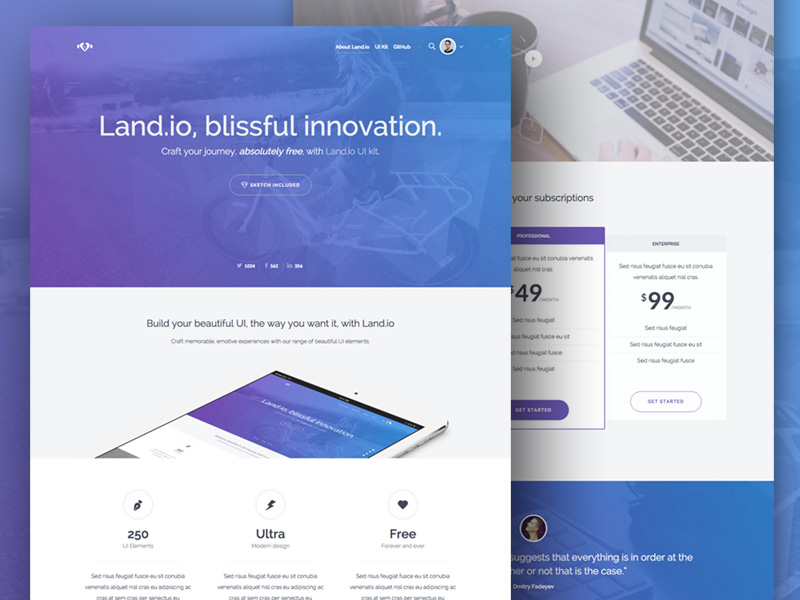 About Land.io UI Kit GitHub
Land.io, blissful innovation.
Craft your journey, absolutely free, with Land.io UI kit.
SKETCH INCLUDED
1024 562 356
Build your beautiful UI, the way you want it, with Land.io
Craft memorable, emotive experiences with our range of beautiful UI elements.
Land.io, blissful innovation.
250
UI Elements
Sed risus feugiat fusce eu sit conubia
venenatis aliquet nisl cras eu adipiscing ac
cras at sem cras per senectus eu
Ultra
Modern design
Sed risus feugiat fusce eu sit conubia
venenatis aliquet nisl cras eu adipiscing ac
cras at sem cras per senectus eu
Free
Forever and ever
Sed risus feugiat fusce eu sit conubia
venenatis aliquet nisl cras eu adipiscing ac
cras at sem cras per senectus eu
Design
your subscriptions
PROFESSIONAL
feugiat fusce eu sit conubia venenatis
aliquet nisl cras
$49/MONTH
Sed risus feugiat
risus feugiat fusce eu sit
risus feugiat fusce
Sed risus feugiat
GET STARTED
ENTERPRISE
Sed risus feugiat fusce eu sit conubia
venenatis aliquet nisl cras
$99/MONTH
Sed risus feugiat
Sed risus feugiat fusce eu sit
Sed risus feugiat fusce
GET STARTED
suggests that everything is in order at the
her or not that is the case."
Dmitry Fadeyev